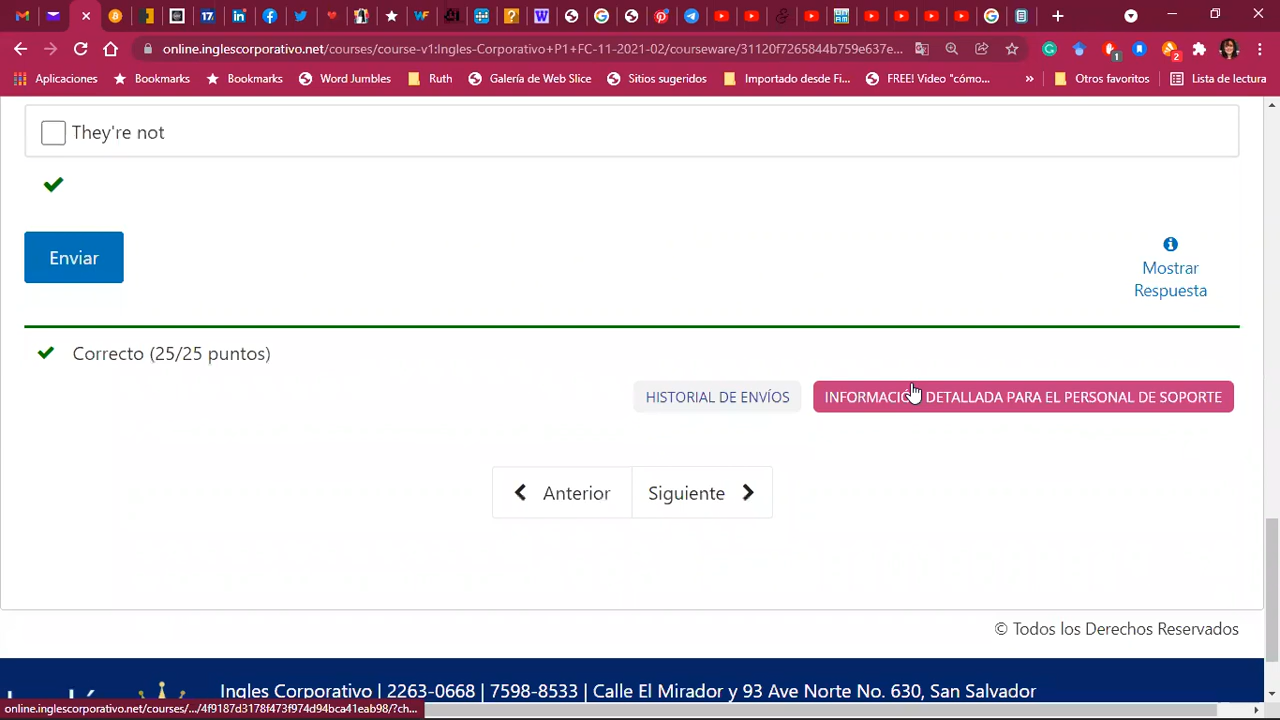 online.inglescorporativo.net/courses/course-v1:Ingles-Corporativo+P1+FC-11-2021-02/courseware/31120f7265844b759e637e...
Aplicaciones Bookmarks Bookmarks Word Jumbles Ruth Galería de Web Slice Sitios sugeridos Importado desde Fi... FREE! Video "cómo... » Otros favoritos Lista de lectura
They're not
Enviar
Mostrar
Respuesta
Correcto (25/25 puntos)
HISTORIAL DE ENVÍOS
INFORMACIÓN DETALLADA PARA EL PERSONAL DE SOPORTE
Anterior
Siguiente
© Todos los Derechos Reservados
Ingles Corporativo | 2263-0668 | 7598-8533 | Calle El Mirador y 93 Ave Norte No. 630, San Salvador
online.inglescorporativo.net/courses/.../4f9187d3178f473f974d94bca41eab98/?ch...